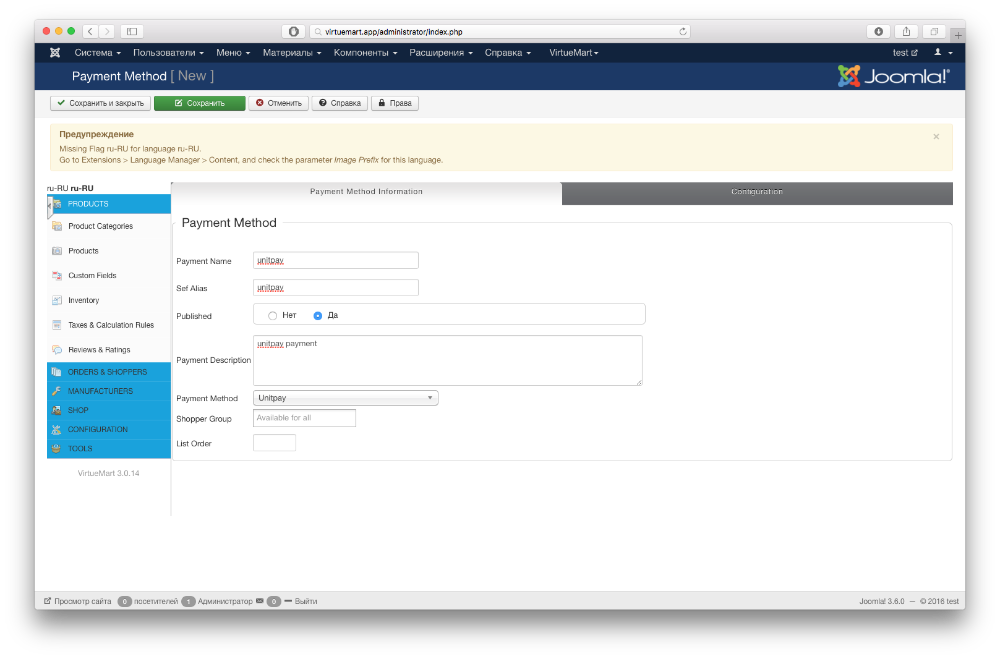 virtuemart.app/administrator/index.php
Система Пользователи Меню Материалы Компоненты Расширения Справка VirtueMart test
Payment Method [ New ] Joomla!®
Сохранить и закрыть Сохранить Отменить Справка Права
Предупреждение
Missing Flag ru-RU for language ru-RU.
Go to Extensions > Language Manager > Content, and check the parameter Image Prefix for this language.
ru-RU ru-RU
Payment Method Information Configuration
PRODUCTS
Product Categories
Products
Custom Fields
Inventory
Taxes & Calculation Rules
Reviews & Ratings
ORDERS & SHOPPERS
MANUFACTURERS
SHOP
CONFIGURATION
TOOLS
VirtueMart 3.0.14
Payment Method
Payment Name unitpay
Sef Alias unitpay
Published Нет Да
Payment Description unitpay payment
Payment Method Unitpay
Shopper Group Available for all
List Order
Просмотр сайта 0 посетителей 1 Администратор 0 Выйти
Joomla! 3.6.0 — © 2016 test